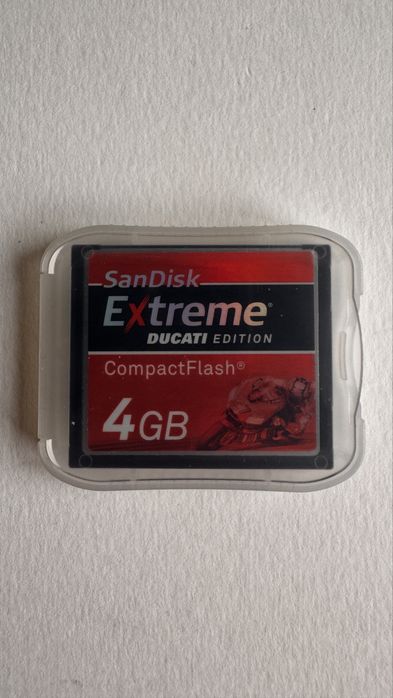 SanDisk
Extreme®
DUCATI EDITION
CompactFlash®
4GB